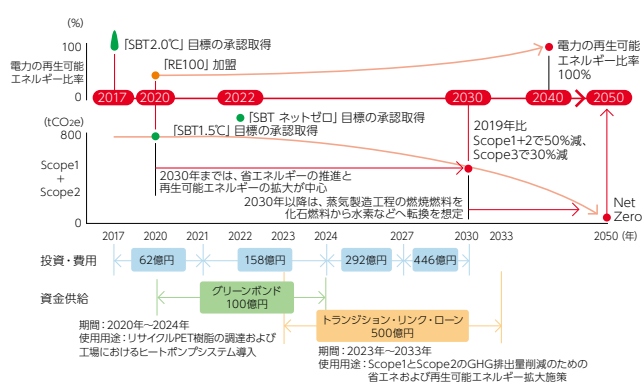 (%)
100
電力の再生可能
エネルギー比率
0
「SBT2.0℃」目標の承認取得
「RE100」加盟
電力の再生可能
エネルギー比率
100%
2017
2020
2022
2030
2040
2050
(tCO2e)
800
Scope1
+
Scope2
0
「SBT ネットゼロ」目標の承認取得
「SBT1.5℃」目標の承認取得
2019年比
Scope1+2で50%減、
Scope3で30%減
2030年までは、省エネルギーの推進と
再生可能エネルギーの拡大が中心
2030年以降は、蒸気製造工程の燃焼燃料を
化石燃料から水素などへ転換を想定
Net
Zero
2017
2020
2021
2022
2023
2024
2027
2030
2033
2050 (年)
投資・費用
62億円
158億円
292億円
446億円
資金供給
グリーンボンド
100億円
期間：2020年〜2024年
使用用途：リサイクルPET樹脂の調達および
工場におけるヒートポンプシステム導入
トランジション・リンク・ローン
500億円
期間：2023年〜2033年
使用用途：Scope1とScope2のGHG排出量削減のための
省エネおよび再生可能エネルギー拡大施策